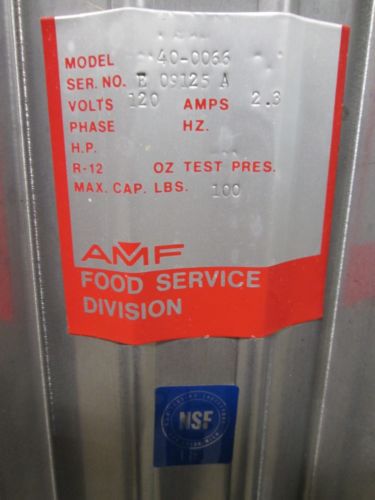 MODEL 40-0066
SER. NO. E 09125 A
VOLTS 120 AMPS 2.3
PHASE HZ.
H.P.
R-12 OZ TEST PRES.
MAX. CAP. LBS. 100
AMF
FOOD SERVICE
DIVISION
NSF